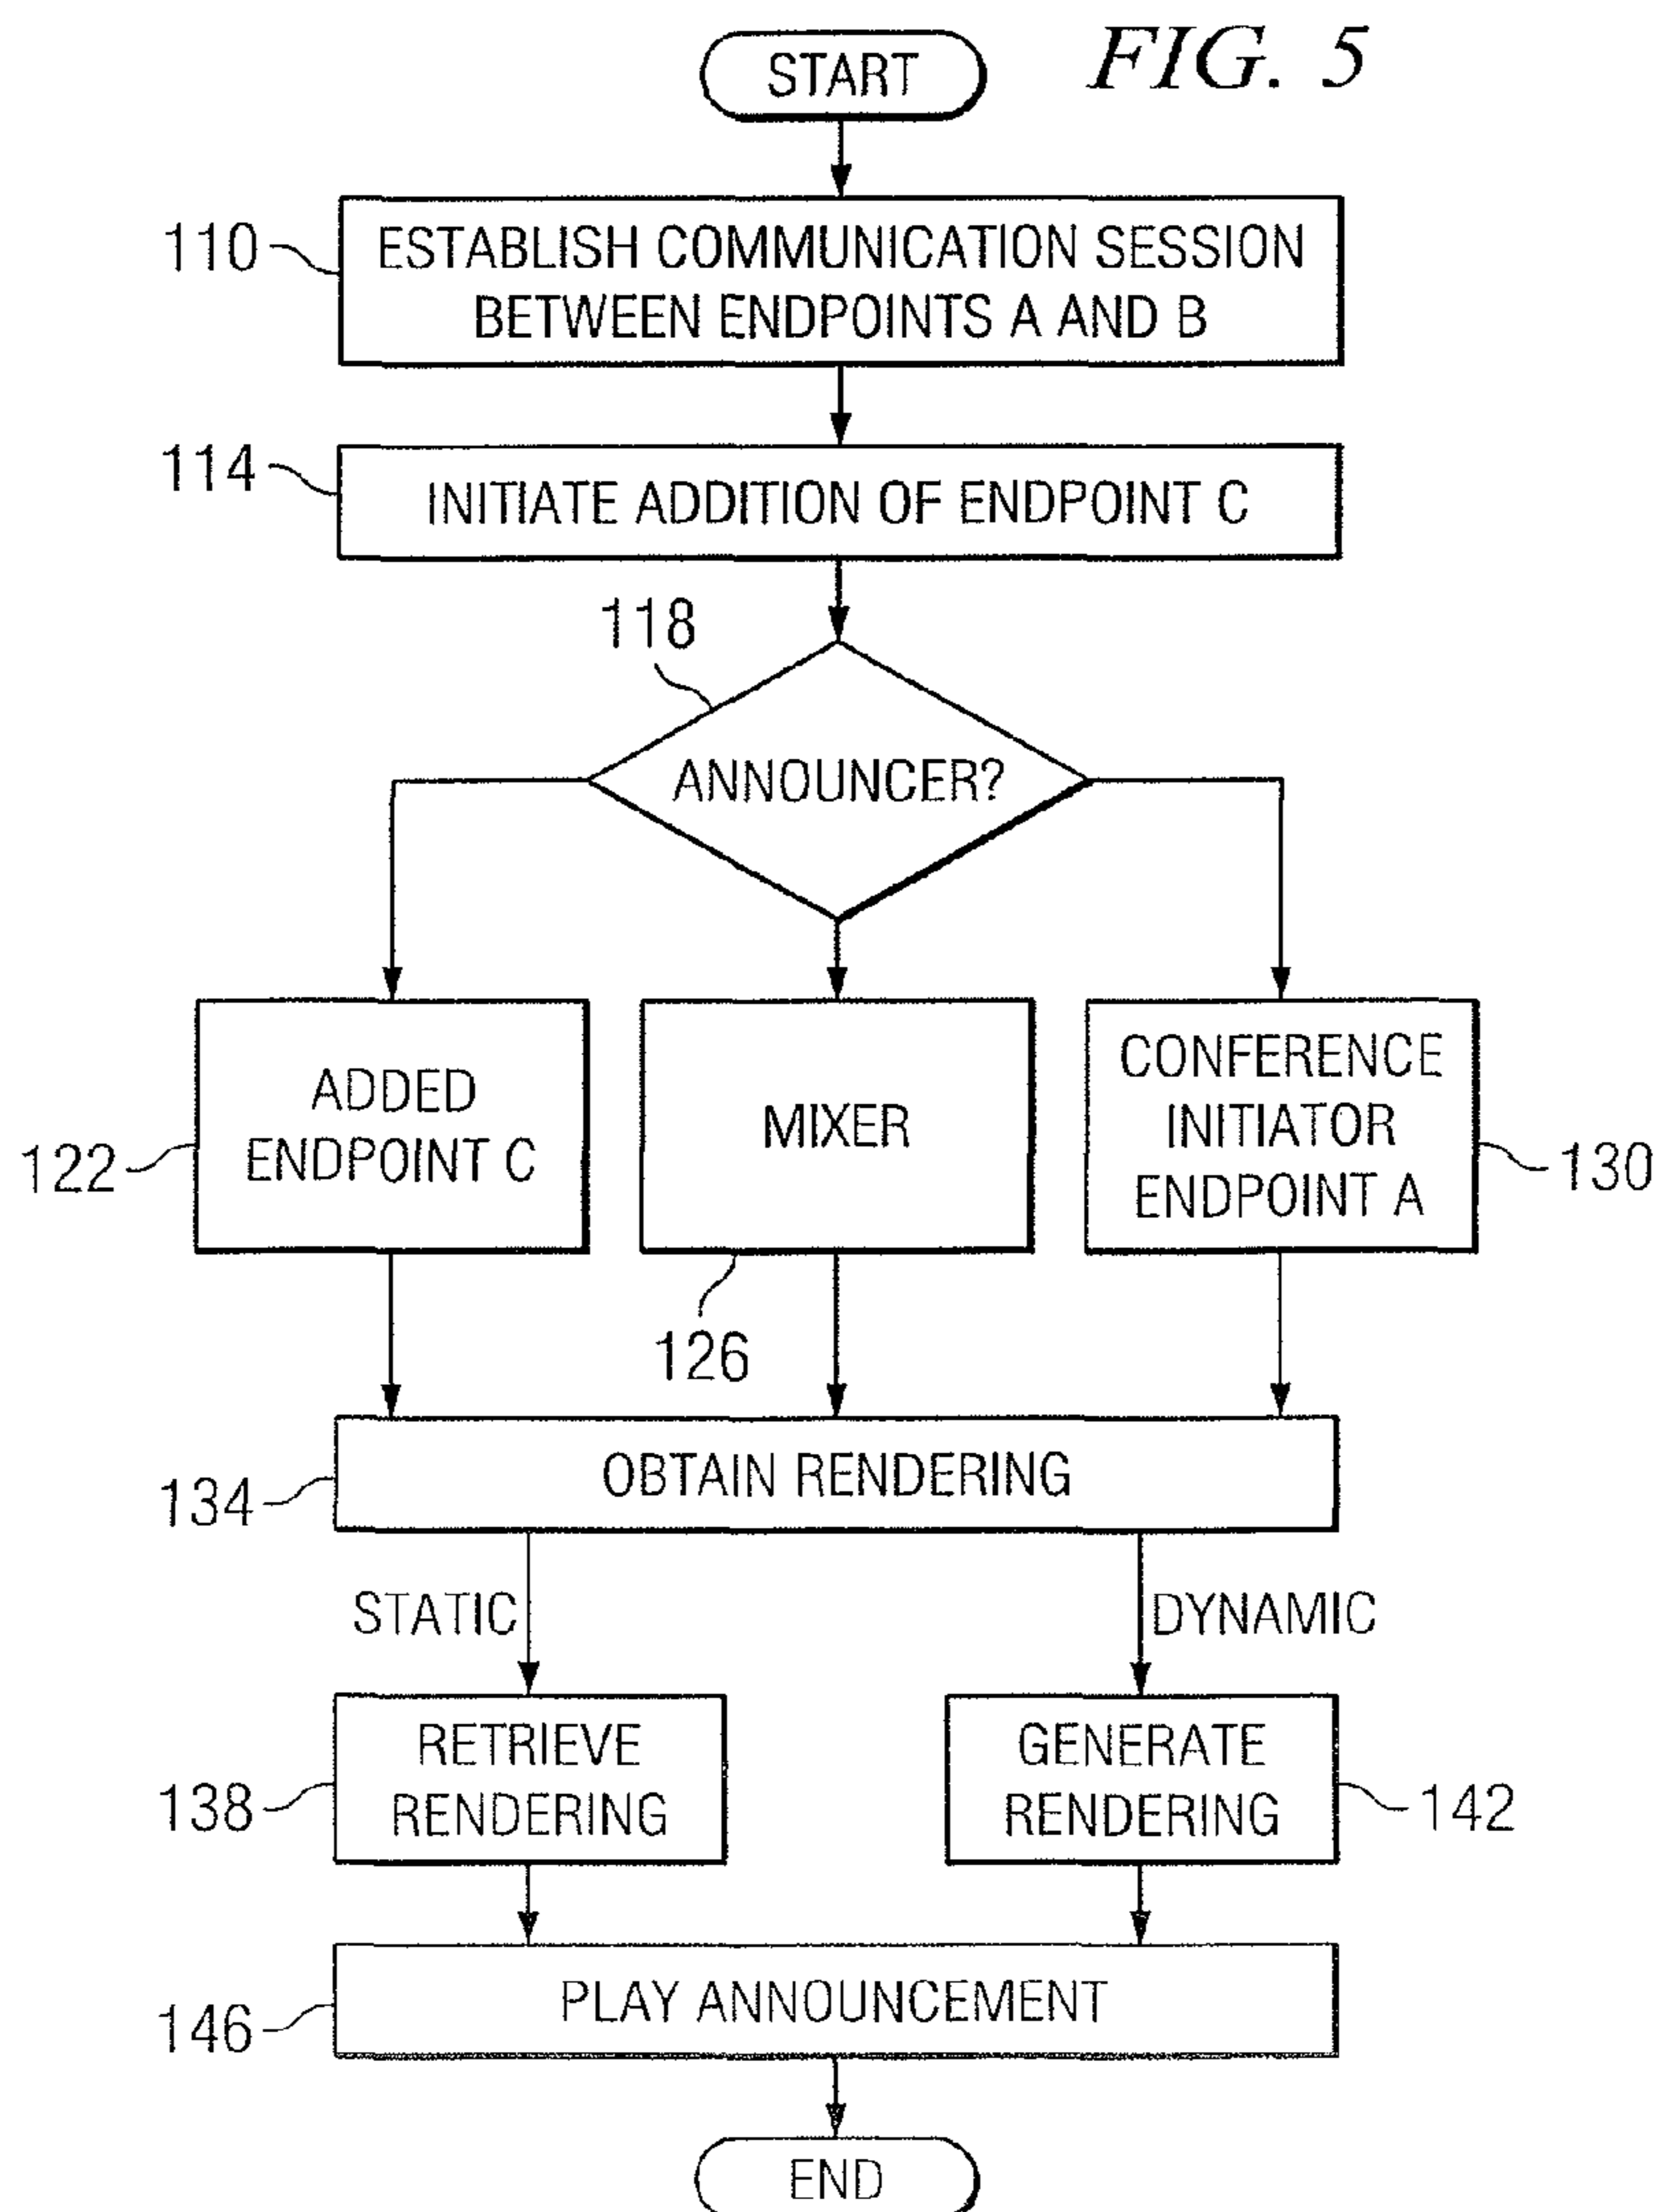 START
FIG. 5
110
ESTABLISH COMMUNICATION SESSION
BETWEEN ENDPOINTS A AND B
114
INITIATE ADDITION OF ENDPOINT C
118
ANNOUNCER?
122
ADDED
ENDPOINT C
MIXER
126
CONFERENCE
INITIATOR
ENDPOINT A
130
134
OBTAIN RENDERING
STATIC
DYNAMIC
138
RETRIEVE
RENDERING
GENERATE
RENDERING
142
146
PLAY ANNOUNCEMENT
END